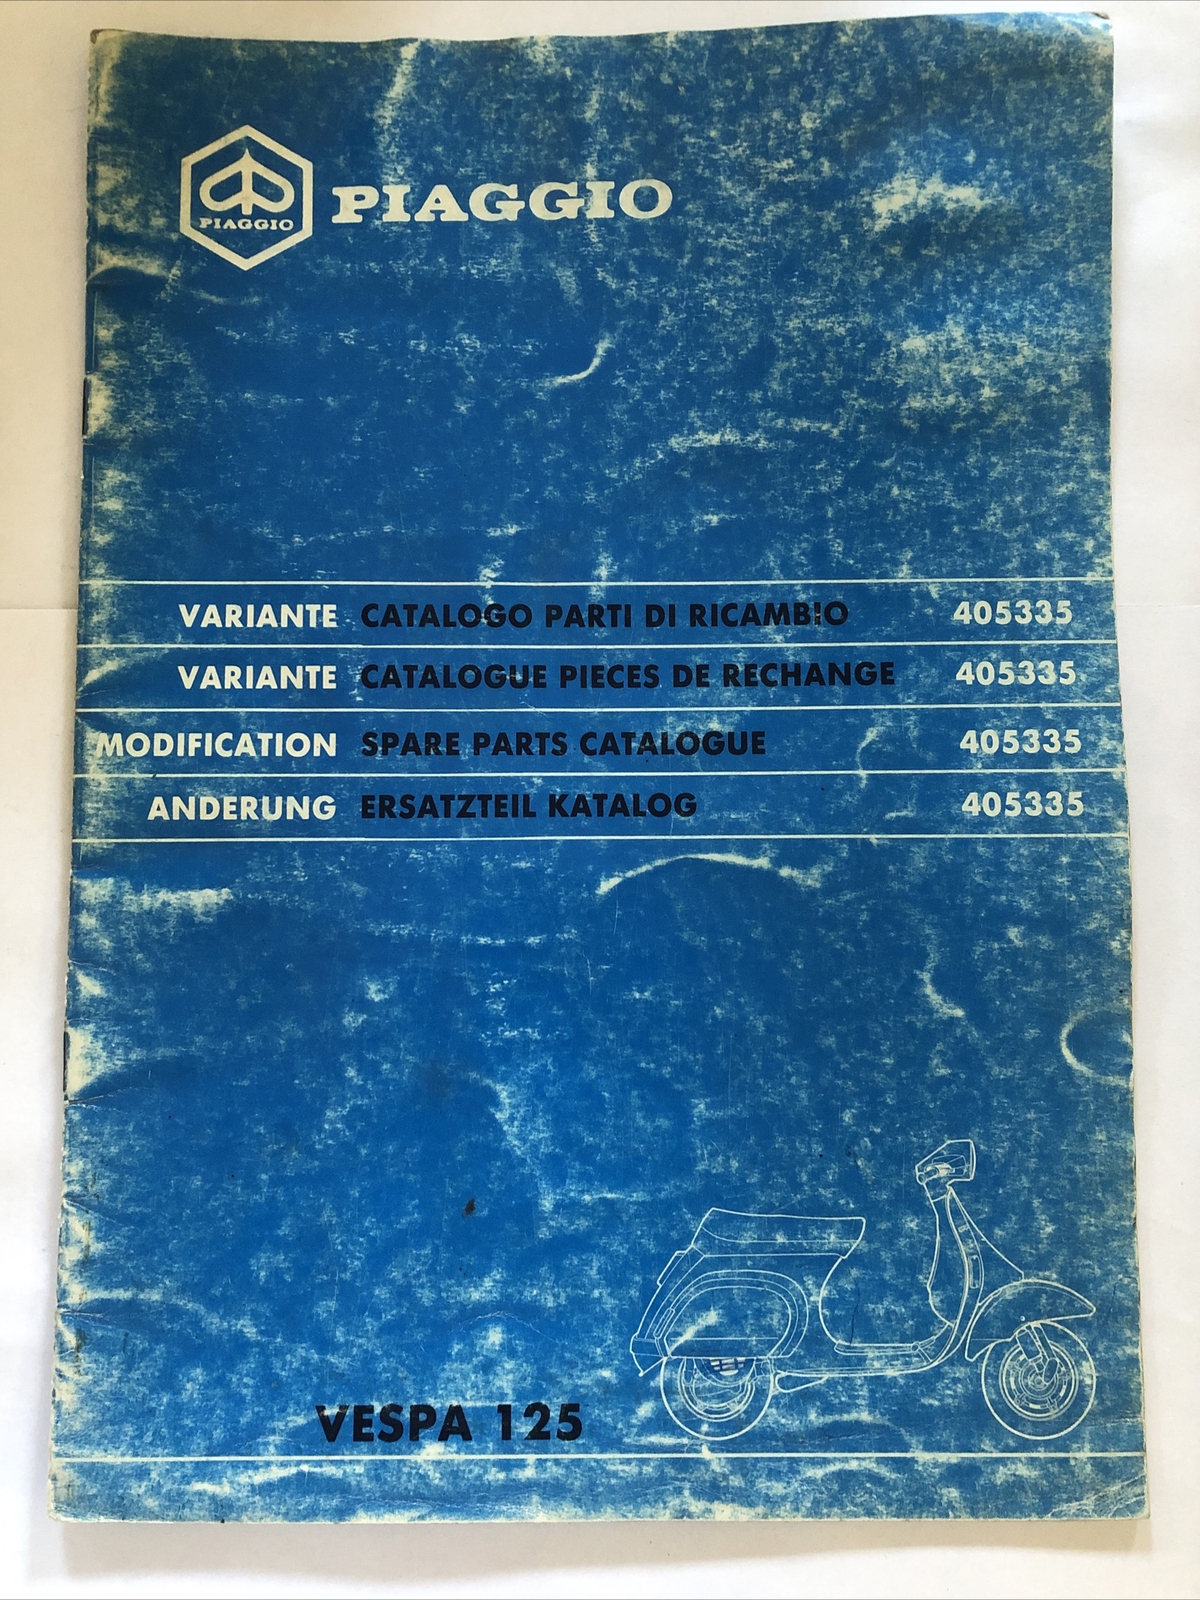 PIAGGIO
PIAGGIO
VARIANTE CATALOGO PARTI DI RICAMBIO 405335
VARIANTE CATALOGUE PIECES DE RECHANGE 405335
MODIFICATION SPARE PARTS CATALOGUE 405335
ANDERUNG ERSATZTEIL KATALOG 405335
VESPA 125